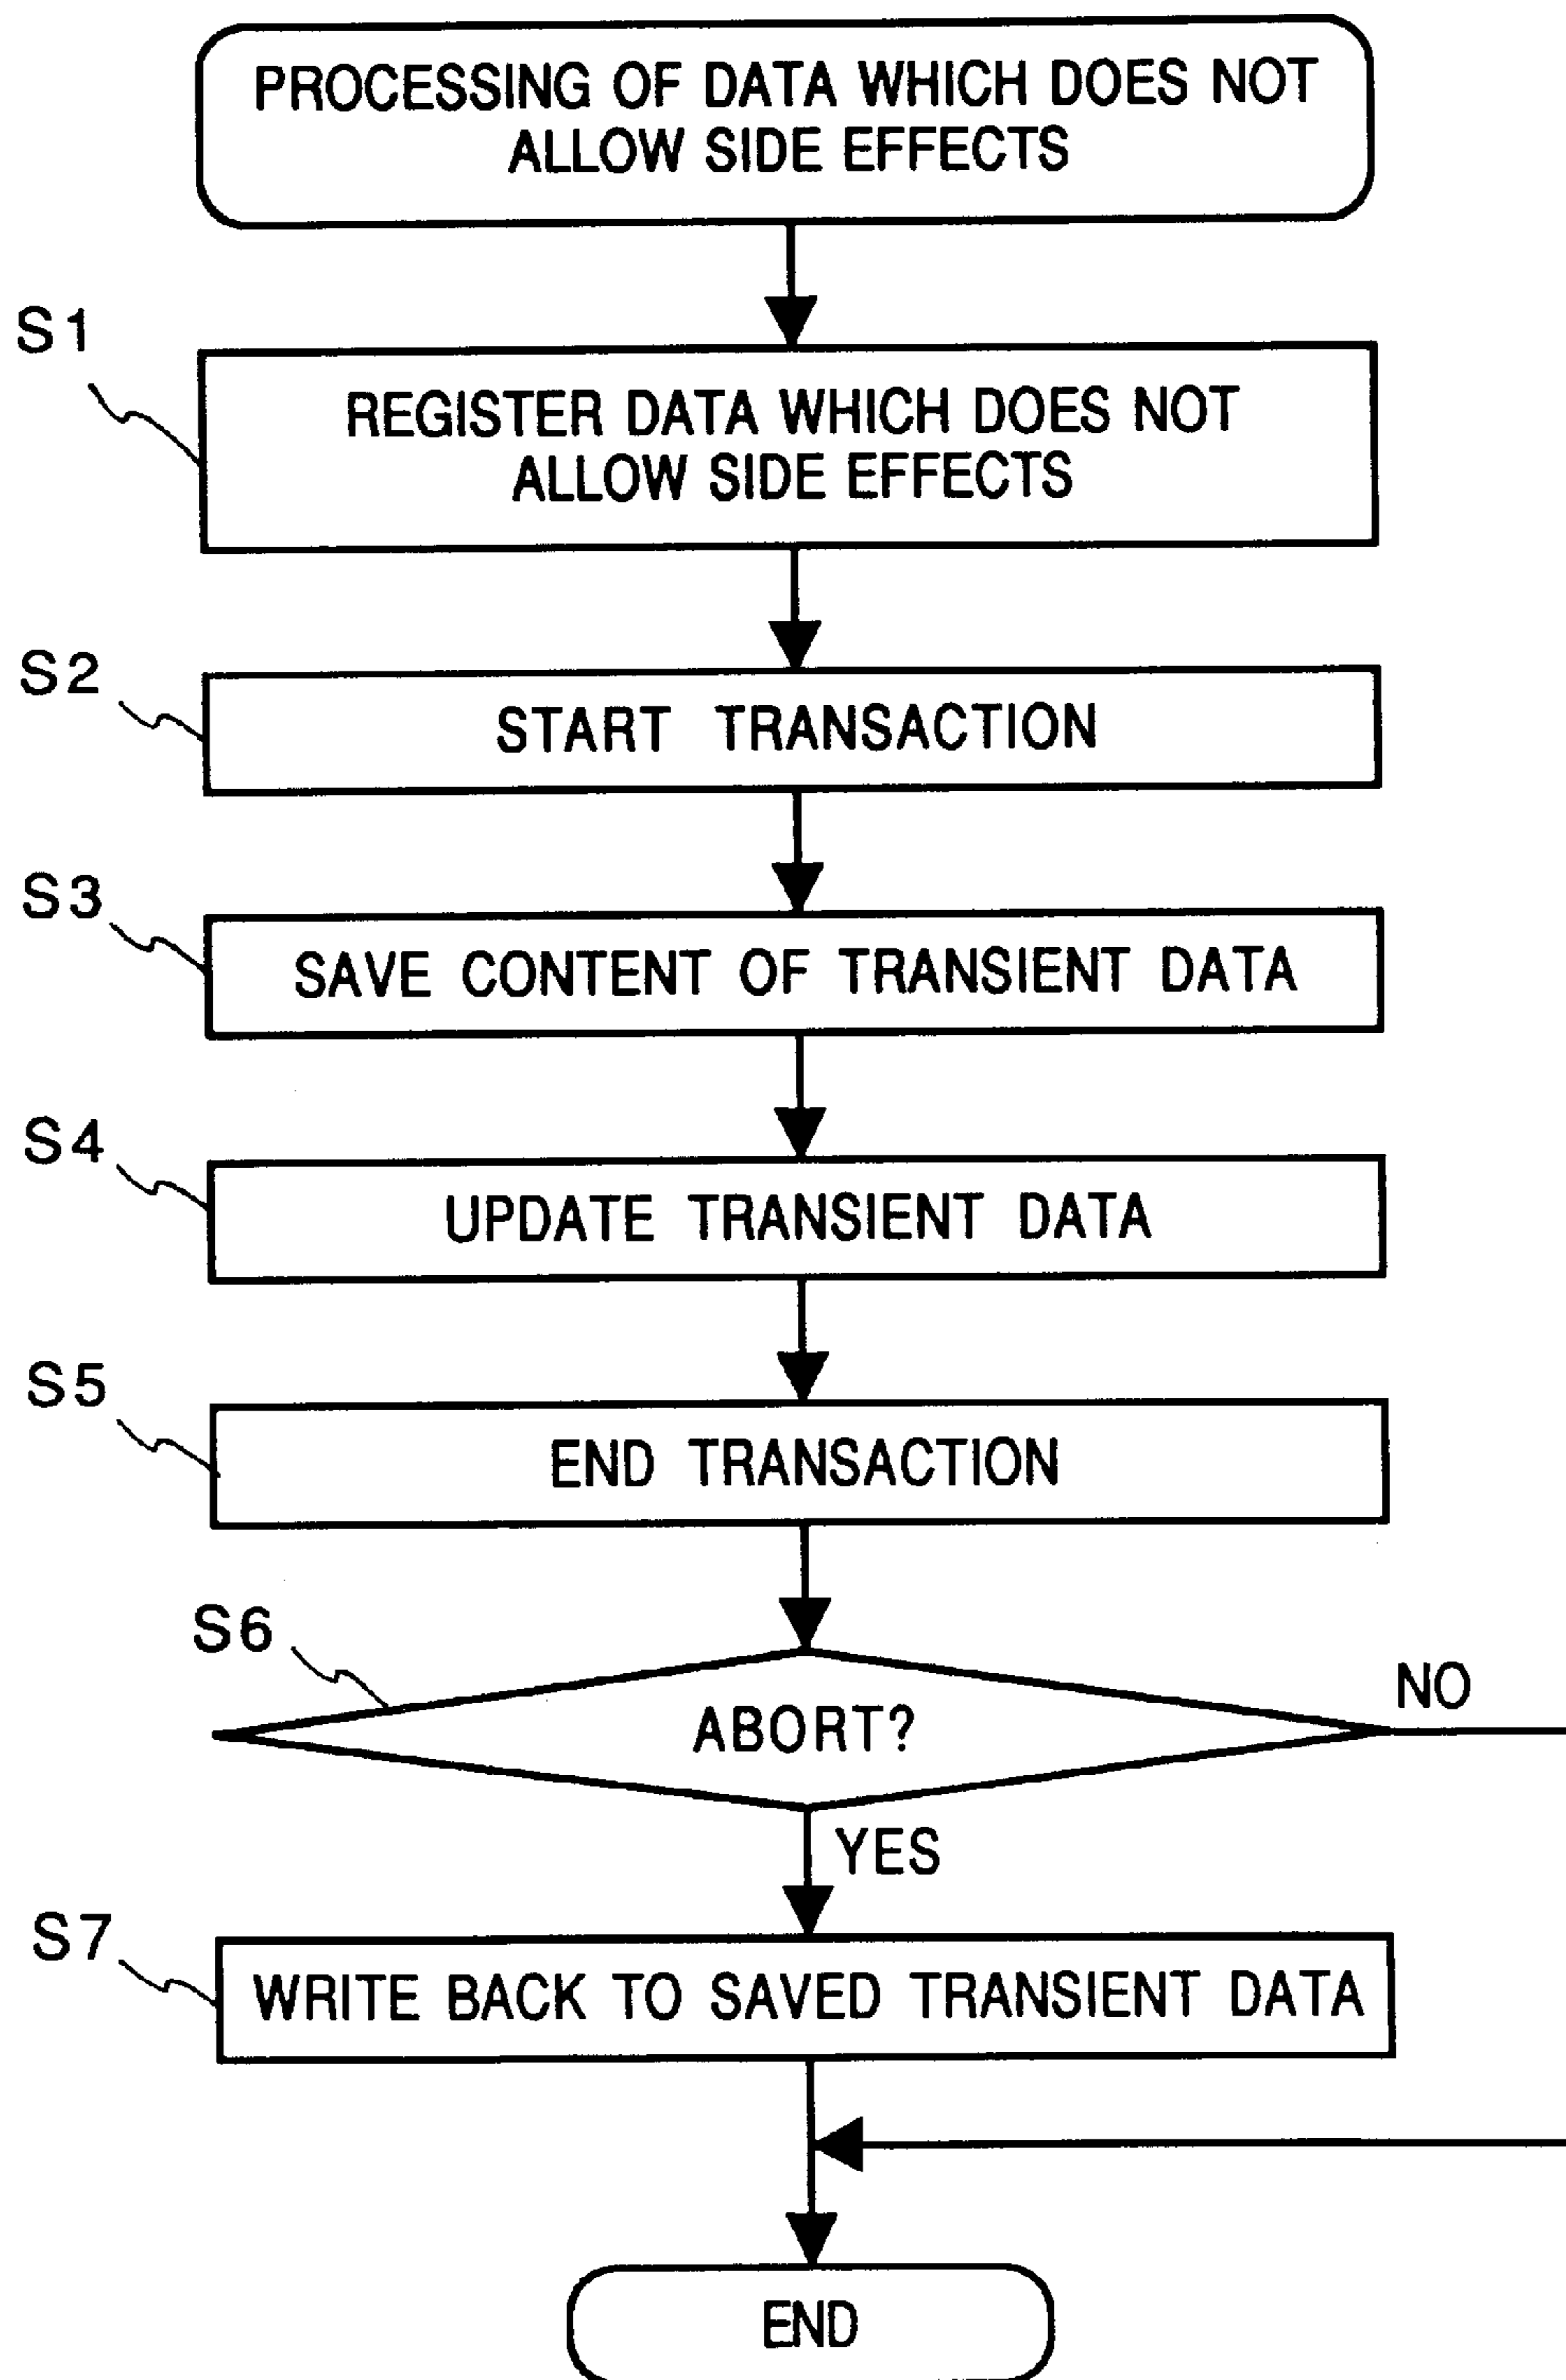 PROCESSING OF DATA WHICH DOES NOT
ALLOW SIDE EFFECTS
S1
REGISTER DATA WHICH DOES NOT
ALLOW SIDE EFFECTS
S2
START TRANSACTION
S3
SAVE CONTENT OF TRANSIENT DATA
S4
UPDATE TRANSIENT DATA
S5
END TRANSACTION
S6
ABORT?
NO
YES
S7
WRITE BACK TO SAVED TRANSIENT DATA
END